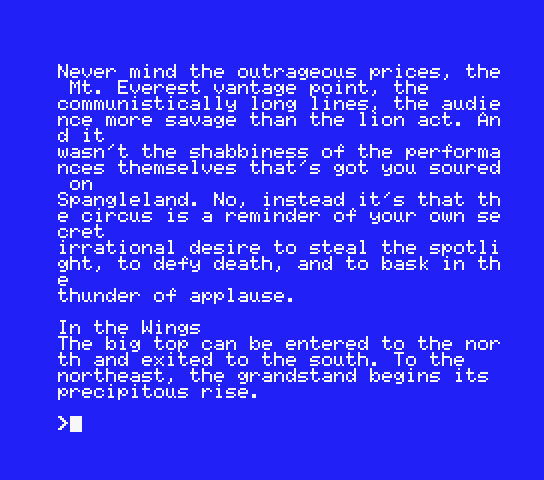 Never mind the outrageous prices, the
 Mt. Everest vantage point, the
communistically long lines, the audie
nce more savage than the lion act. An
d it
wasn't the shabbiness of the performa
nces themselves that's got you soured
 on
Spangleland. No, instead it's that th
e circus is a reminder of your own se
cret
irrational desire to steal the spotli
ght, to defy death, and to bask in th
e
thunder of applause.

In the Wings
The big top can be entered to the nor
th and exited to the south. To the
northeast, the grandstand begins its
precipitous rise.

>